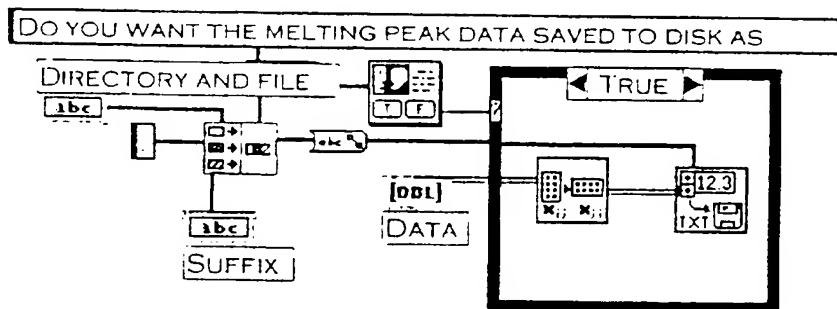 DO YOU WANT THE MELTING PEAK DATA SAVED TO DISK AS
DIRECTORY AND FILE
TRUE
abc
T F
?
abc
12.3
[DBL]
DATA
X i j X j i
TXT
abc
SUFFIX